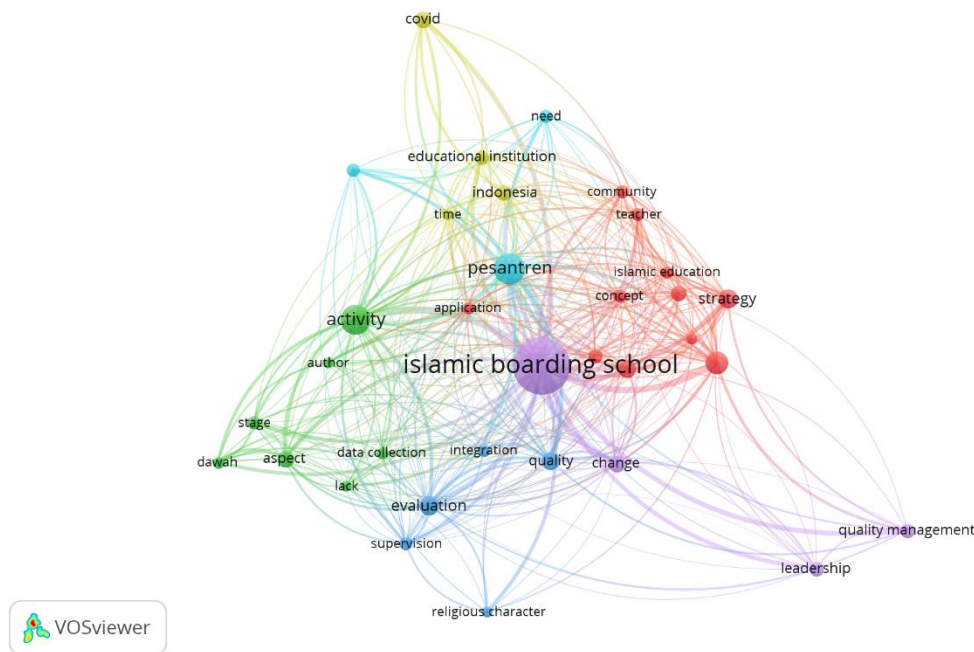 covid
need
educational institution
indonesia
community
time
teacher
pesantren
islamic education
concept
strategy
application
activity
author
islamic boarding school
stage
dawah
aspect
data collection
integration
quality
change
lack
evaluation
supervision
quality management
leadership
religious character
VOSviewer